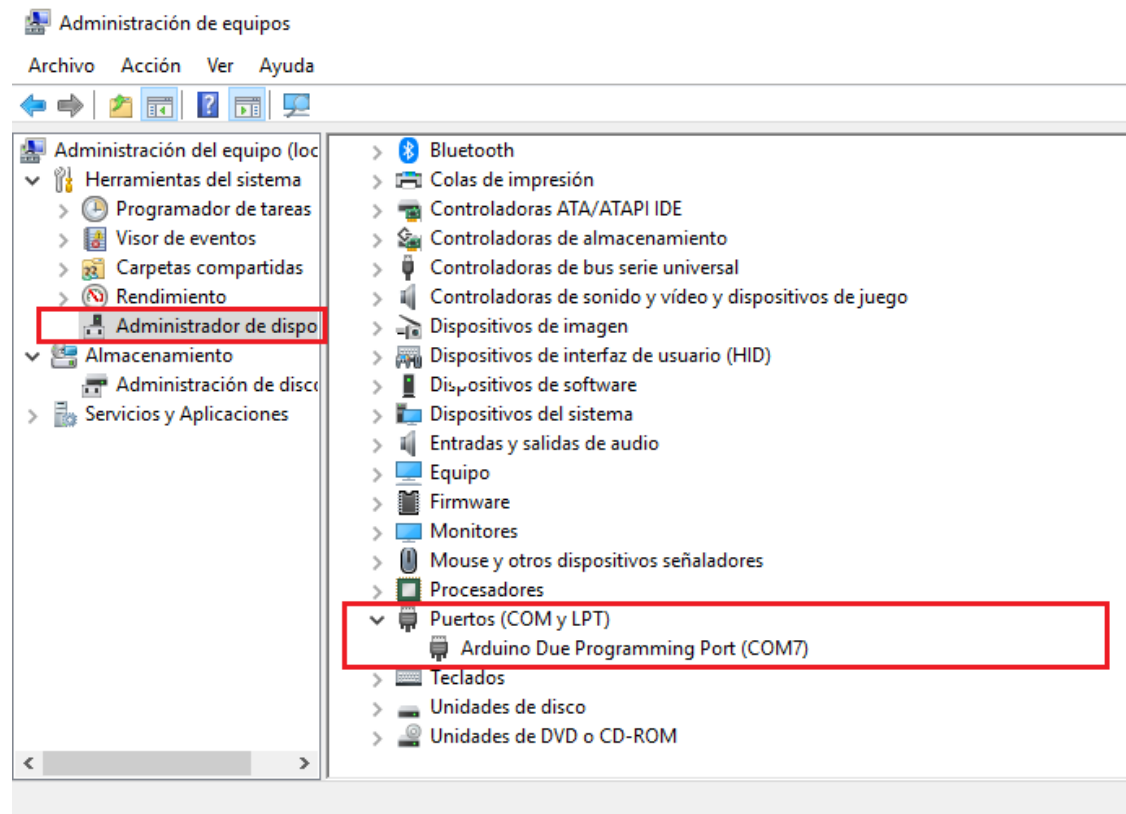 Administración de equipos
Archivo Acción Ver Ayuda
Administración del equipo (loc
Herramientas del sistema
Programador de tareas
Visor de eventos
Carpetas compartidas
Rendimiento
Administrador de dispo
Almacenamiento
Administración de disco
Servicios y Aplicaciones
Bluetooth
Colas de impresión
Controladoras ATA/ATAPI IDE
Controladoras de almacenamiento
Controladoras de bus serie universal
Controladoras de sonido y vídeo y dispositivos de juego
Dispositivos de imagen
Dispositivos de interfaz de usuario (HID)
Dispositivos de software
Dispositivos del sistema
Entradas y salidas de audio
Equipo
Firmware
Monitores
Mouse y otros dispositivos señaladores
Procesadores
Puertos (COM y LPT)
Arduino Due Programming Port (COM7)
Teclados
Unidades de disco
Unidades de DVD o CD-ROM